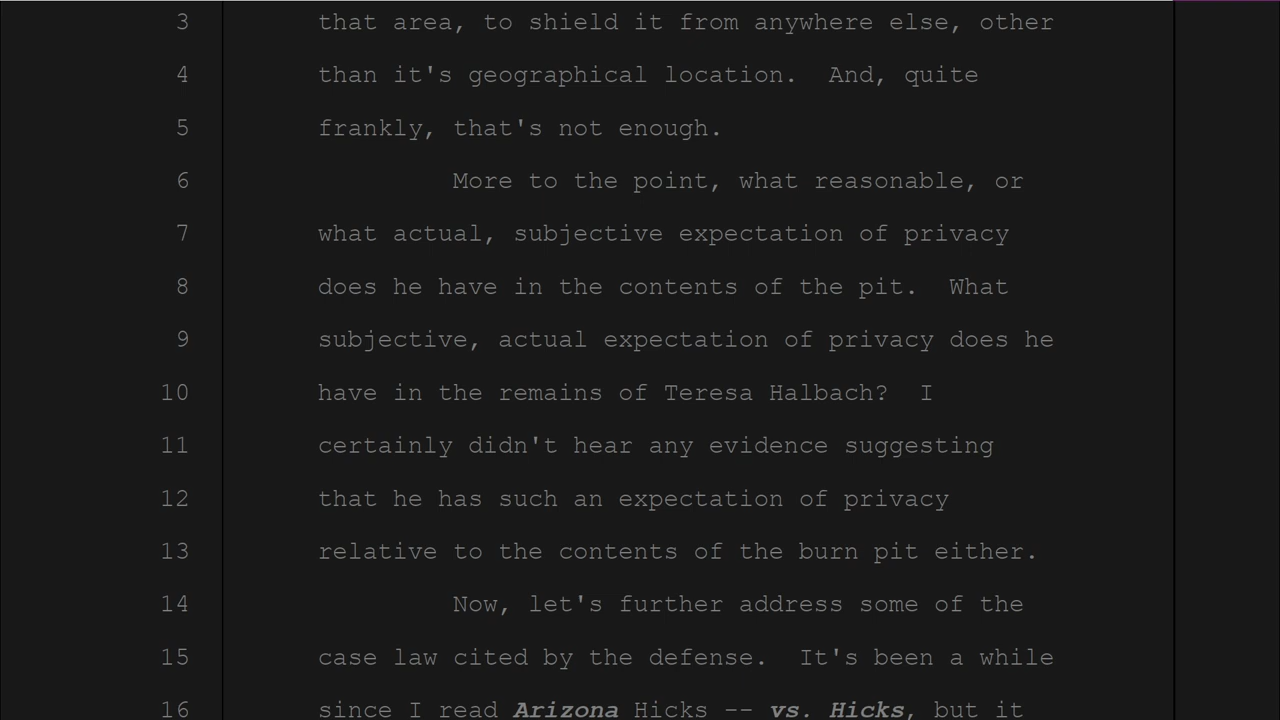 3 that area, to shield it from anywhere else, other
4 than it's geographical location.  And, quite
5 frankly, that's not enough.
6 More to the point, what reasonable, or
7 what actual, subjective expectation of privacy
8 does he have in the contents of the pit.  What
9 subjective, actual expectation of privacy does he
10 have in the remains of Teresa Halbach?  I
11 certainly didn't hear any evidence suggesting
12 that he has such an expectation of privacy
13 relative to the contents of the burn pit either.
14 Now, let's further address some of the
15 case law cited by the defense.  It's been a while
16 since I read Arizona Hicks -- vs. Hicks, but it